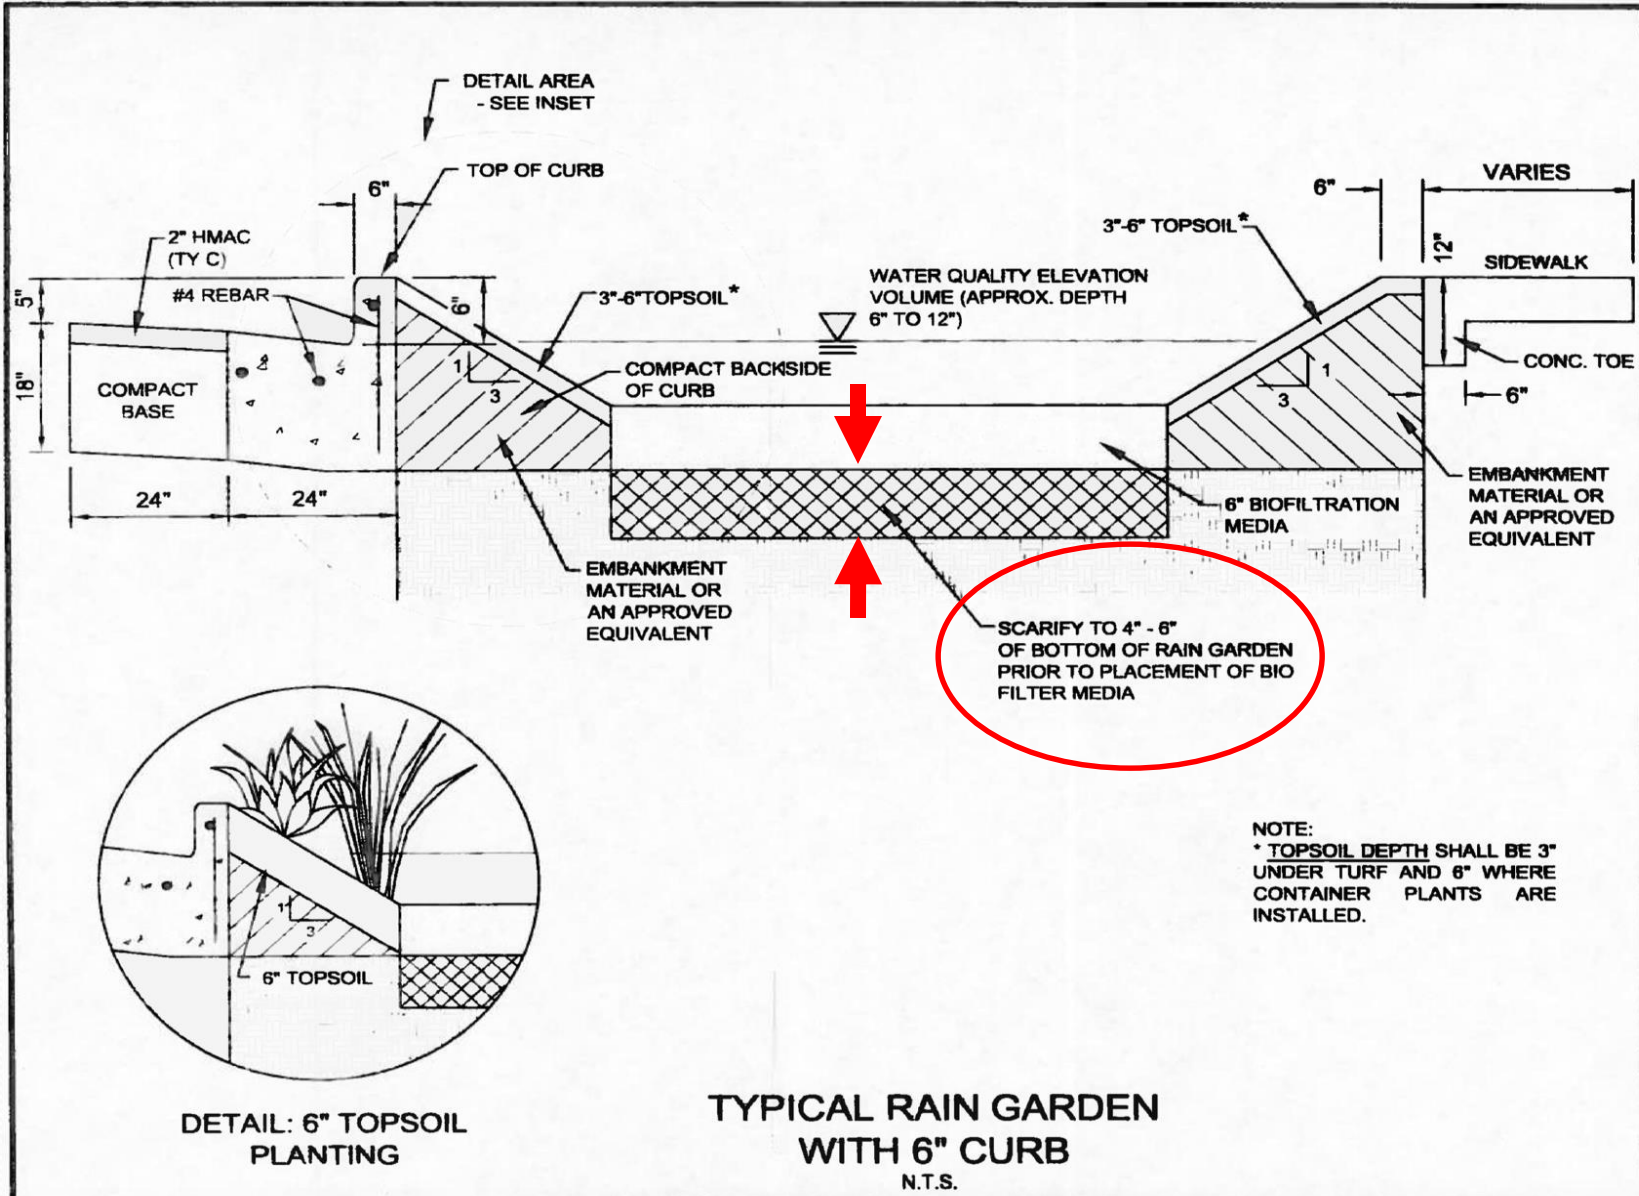 DETAIL AREA
- SEE INSET
TOP OF CURB
6"
2" HMAC
(TY C)
#4 REBAR
5"
18"
6"
3"-6"TOPSOIL*
WATER QUALITY ELEVATION
VOLUME (APPROX. DEPTH
6" TO 12")
3"-6" TOPSOIL*
6"
VARIES
12"
SIDEWALK
CONC. TOE
6"
COMPACT
BASE
1
3
COMPACT BACKSIDE
OF CURB
1
3
24"
24"
6" BIOFILTRATION
MEDIA
EMBANKMENT
MATERIAL OR
AN APPROVED
EQUIVALENT
EMBANKMENT
MATERIAL OR
AN APPROVED
EQUIVALENT
SCARIFY TO 4" - 6"
OF BOTTOM OF RAIN GARDEN
PRIOR TO PLACEMENT OF BIO
FILTER MEDIA
1
3
6" TOPSOIL
NOTE:
* TOPSOIL DEPTH SHALL BE 3"
UNDER TURF AND 6" WHERE
CONTAINER PLANTS ARE
INSTALLED.
DETAIL: 6" TOPSOIL
PLANTING
TYPICAL RAIN GARDEN
WITH 6" CURB
N.T.S.